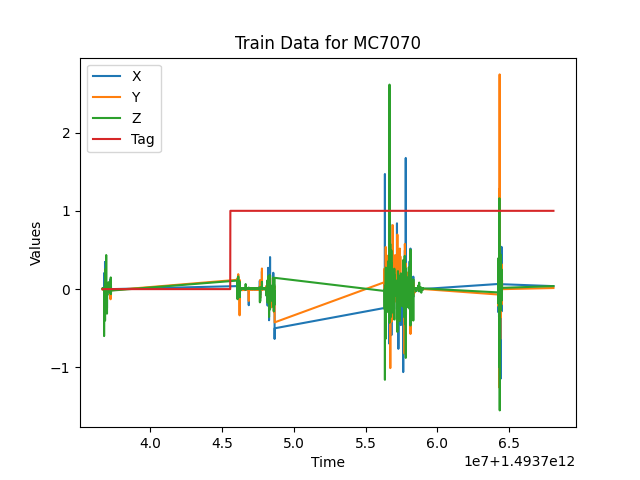 Train Data for MC7070
X
Y
Z
Tag
Values
2
1
0
−1
4.0 4.5 5.0 5.5 6.0 6.5
Time
1e7+1.4937e12